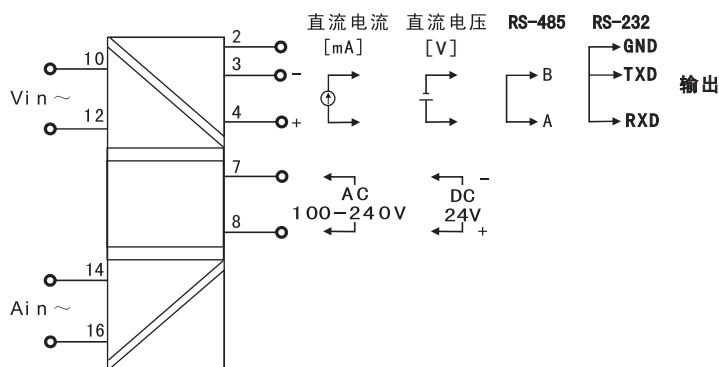 直流电流 直流电压 RS-485 RS-232
[mA] [V]
2 GND
10 3 - B TXD 输出
Vin～
12 4 + A RXD
7 -
AC DC
100-240V 24V
8 +
14
Ain～
16